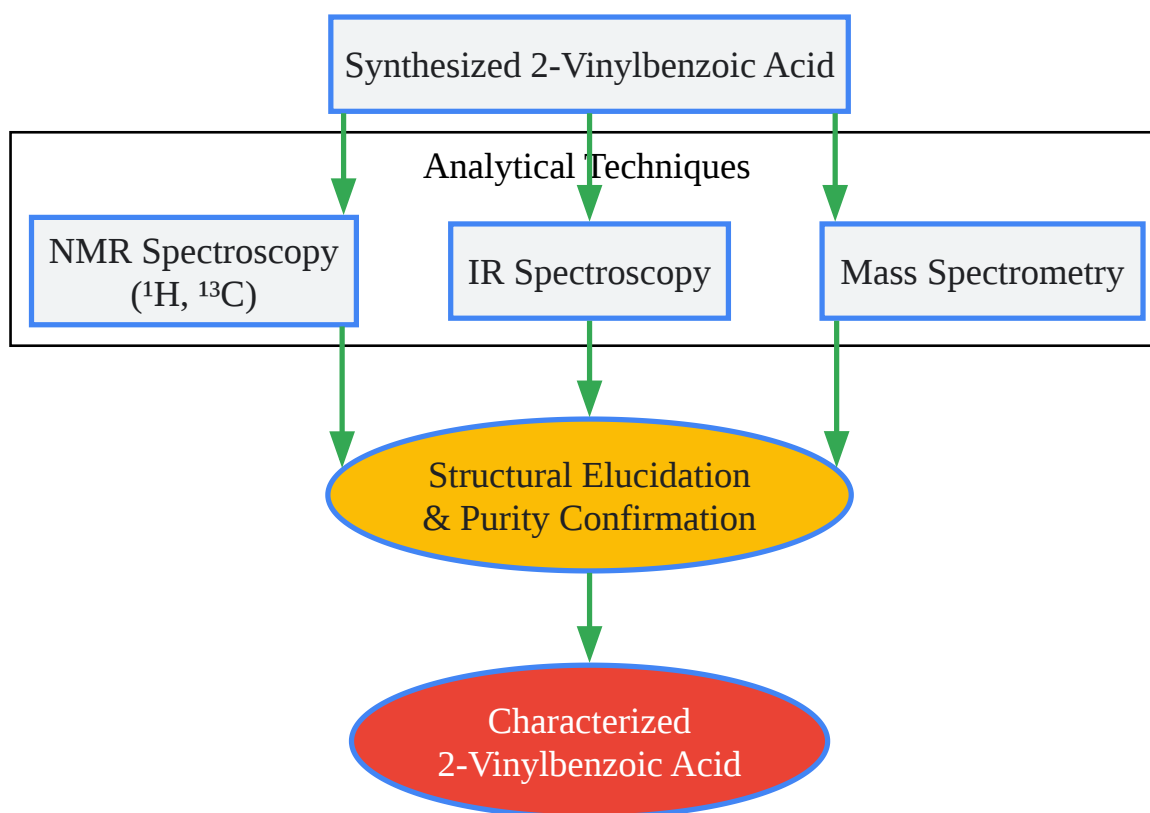 Synthesized 2-Vinylbenzoic Acid
Analytical Techniques
NMR Spectroscopy
(¹H, ¹³C)
IR Spectroscopy
Mass Spectrometry
Structural Elucidation
& Purity Confirmation
Characterized
2-Vinylbenzoic Acid